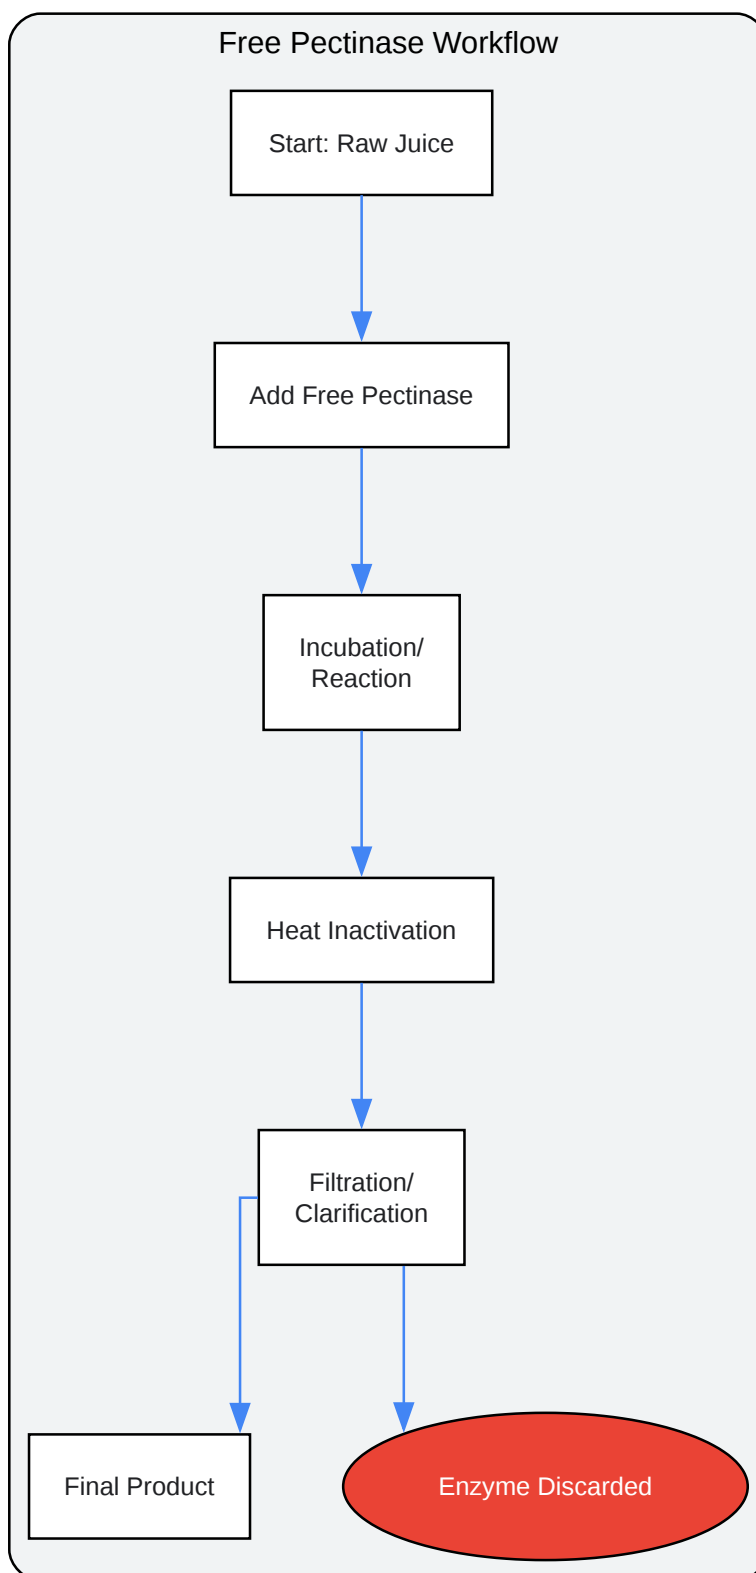 Free Pectinase Workflow
Start: Raw Juice
Add Free Pectinase
Incubation/
Reaction
Heat Inactivation
Filtration/
Clarification
Final Product
Enzyme Discarded